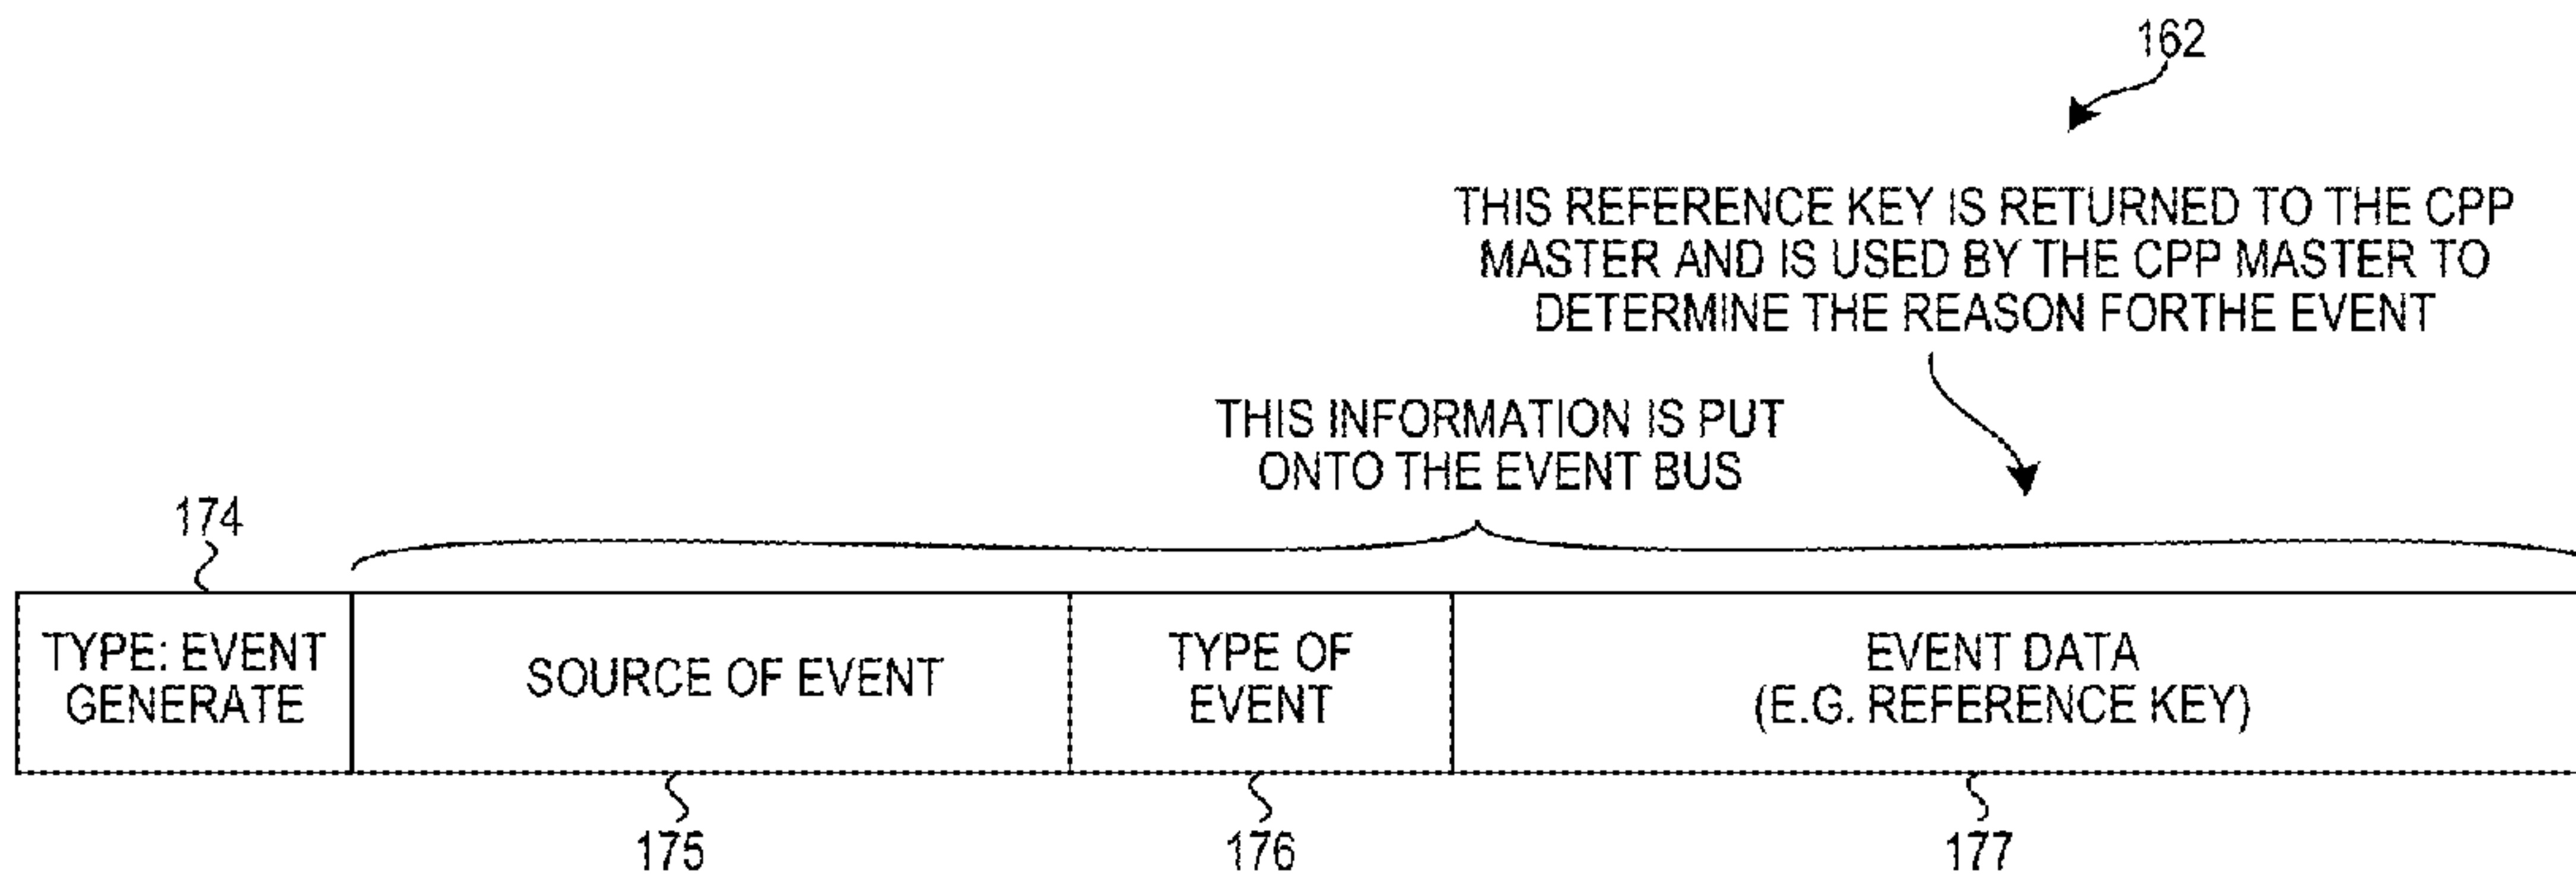 162
THIS REFERENCE KEY IS RETURNED TO THE CPP
MASTER AND IS USED BY THE CPP MASTER TO
DETERMINE THE REASON FORTHE EVENT
THIS INFORMATION IS PUT
ONTO THE EVENT BUS
174
TYPE: EVENT
GENERATE
SOURCE OF EVENT
TYPE OF
EVENT
EVENT DATA
(E.G. REFERENCE KEY)
175
176
177